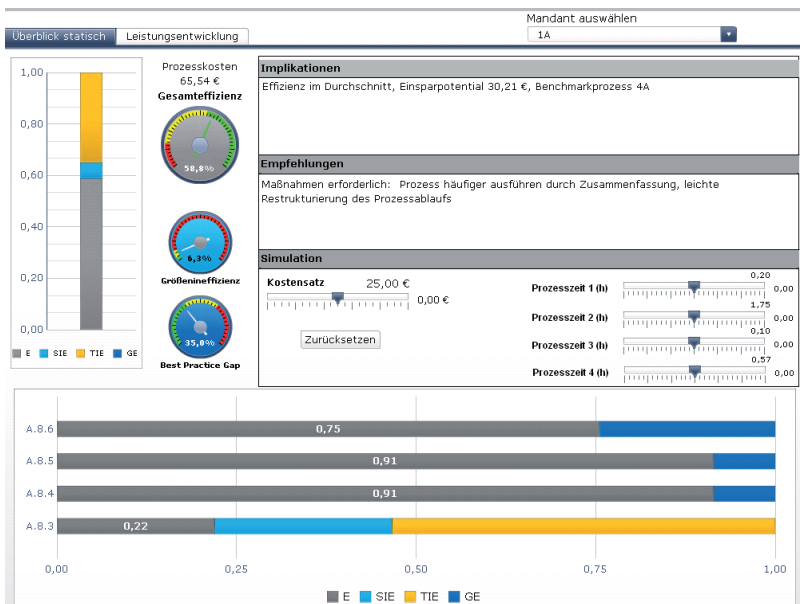 Mandant auswählen
1A
Überblick statisch
Leistungsentwicklung
1,00
0,80
0,60
0,40
0,20
0,00
E SIE TIE GE
Prozesskosten
65,54 €
Gesamteffizienz
58,8%
6,3%
Größenineffizienz
35,0%
Best Practice Gap
Implikationen
Effizienz im Durchschnitt, Einsparpotential 30,21 €, Benchmarkprozess 4A
Empfehlungen
Maßnahmen erforderlich: Prozess häufiger ausführen durch Zusammenfassung, leichte
Restrukturierung des Prozessablaufs
Simulation
Kostensatz 25,00 €
0,00 €
Zurücksetzen
0,20
Prozesszeit 1 (h) 0,00
1,75
Prozesszeit 2 (h) 0,00
0,10
Prozesszeit 3 (h) 0,00
0,57
Prozesszeit 4 (h) 0,00
A.8.6 0,75
A.8.5 0,91
A.8.4 0,91
A.8.3 0,22
0,00 0,25 0,50 0,75 1,00
E SIE TIE GE